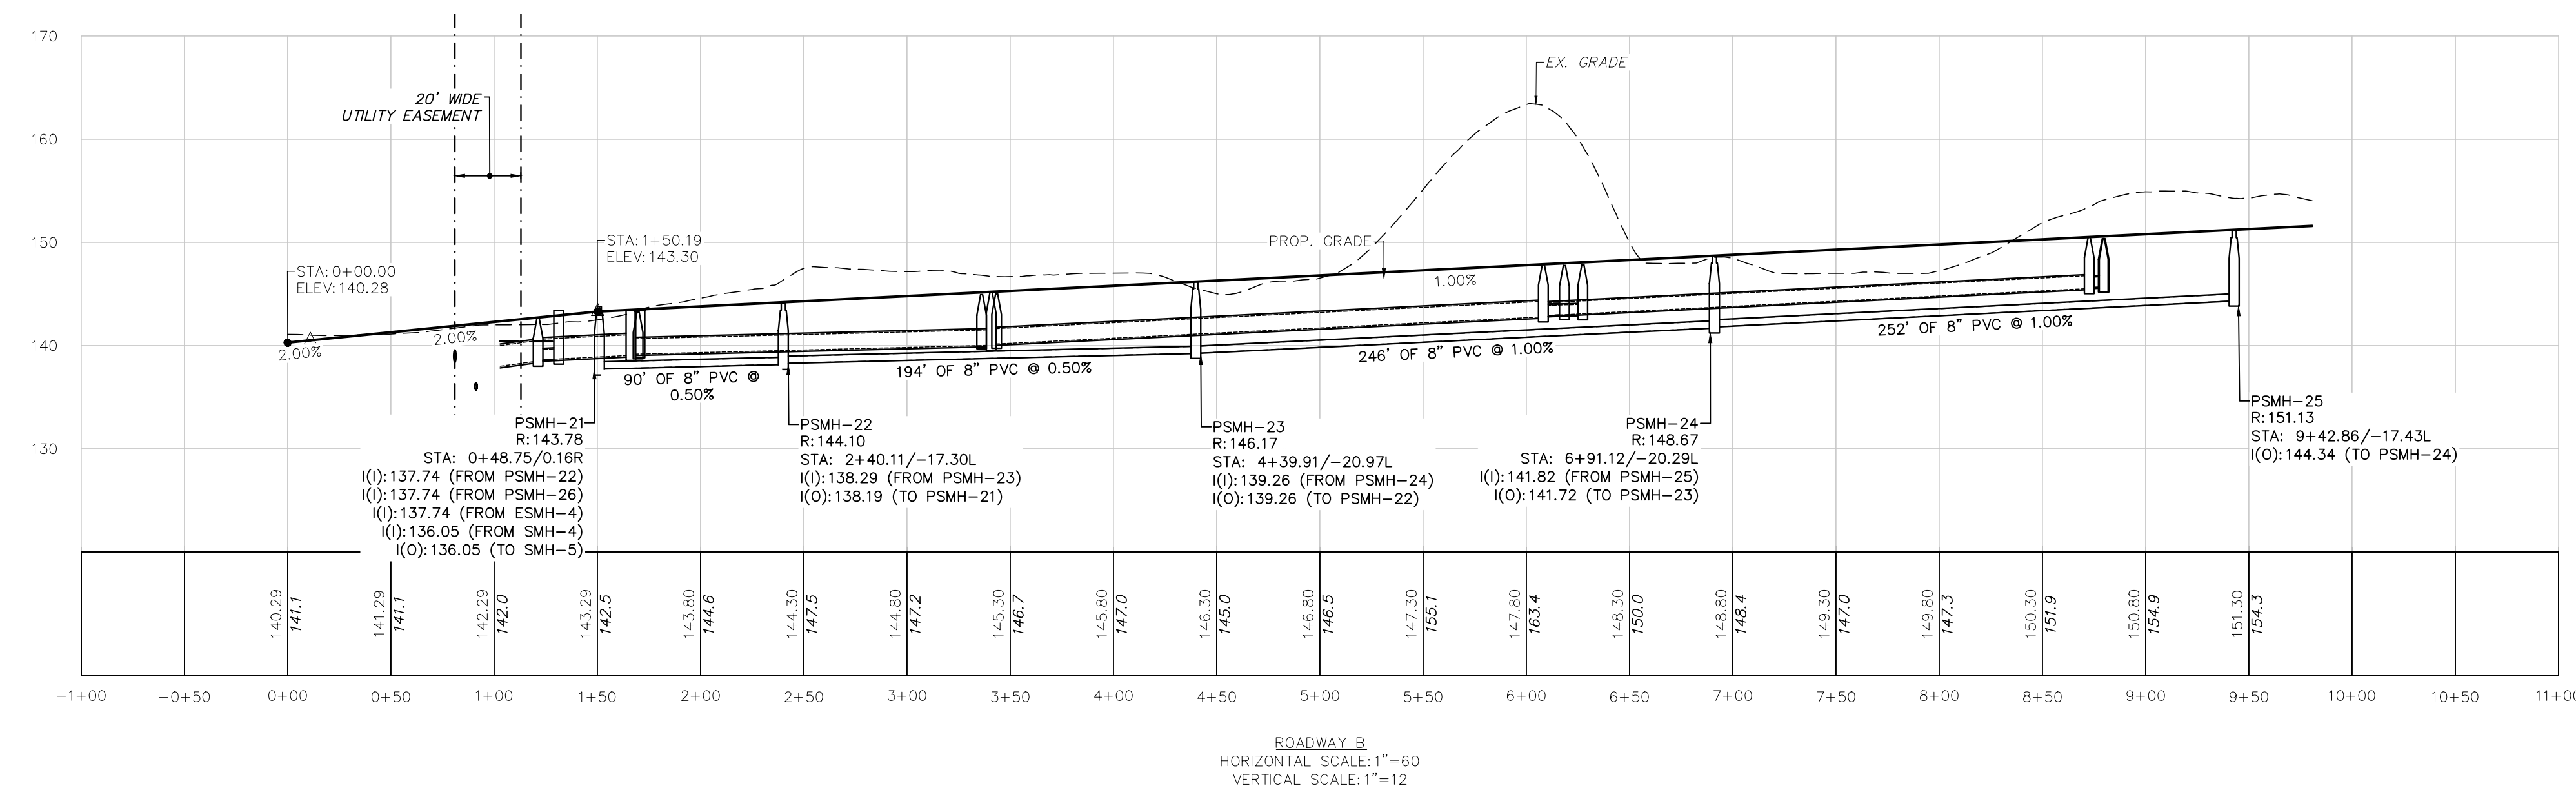 170
160
150
140
130
20' WIDE
UTILITY EASEMENT
EX. GRADE
STA: 0+00.00
ELEV: 140.28
STA: 1+50.19
ELEV: 143.30
PROP. GRADE
2.00%
2.00%
1.00%
90' OF 8" PVC @
0.50%
194' OF 8" PVC @ 0.50%
246' OF 8" PVC @ 1.00%
252' OF 8" PVC @ 1.00%
PSMH-21
R: 143.78
STA: 0+48.75/0.16R
I(I): 137.74 (FROM PSMH-22)
I(I): 137.74 (FROM PSMH-26)
I(I): 137.74 (FROM ESMH-4)
I(I): 136.05 (FROM SMH-4)
I(O): 136.05 (TO SMH-5)
PSMH-22
R: 144.10
STA: 2+40.11/-17.30L
I(I): 138.29 (FROM PSMH-23)
I(O): 138.19 (TO PSMH-21)
PSMH-23
R: 146.17
STA: 4+39.91/-20.97L
I(I): 139.26 (FROM PSMH-24)
I(O): 139.26 (TO PSMH-22)
PSMH-24
R: 148.67
STA: 6+91.12/-20.29L
I(I): 141.82 (FROM PSMH-25)
I(O): 141.72 (TO PSMH-23)
PSMH-25
R: 151.13
STA: 9+42.86/-17.43L
I(O): 144.34 (TO PSMH-24)
140.29
141.1
141.29
141.1
142.29
142.0
143.29
142.5
143.80
144.6
144.30
147.5
144.80
147.2
145.30
146.7
145.80
147.0
146.30
145.0
146.80
146.5
147.30
155.1
147.80
163.4
148.30
150.0
148.80
148.4
149.30
147.0
149.80
147.3
150.30
151.9
150.80
154.9
151.30
154.3
-1+00 -0+50 0+00 0+50 1+00 1+50 2+00 2+50 3+00 3+50 4+00 4+50 5+00 5+50 6+00 6+50 7+00 7+50 8+00 8+50 9+00 9+50 10+00 10+50 11+00
ROADWAY B
HORIZONTAL SCALE: 1"=60
VERTICAL SCALE: 1"=12